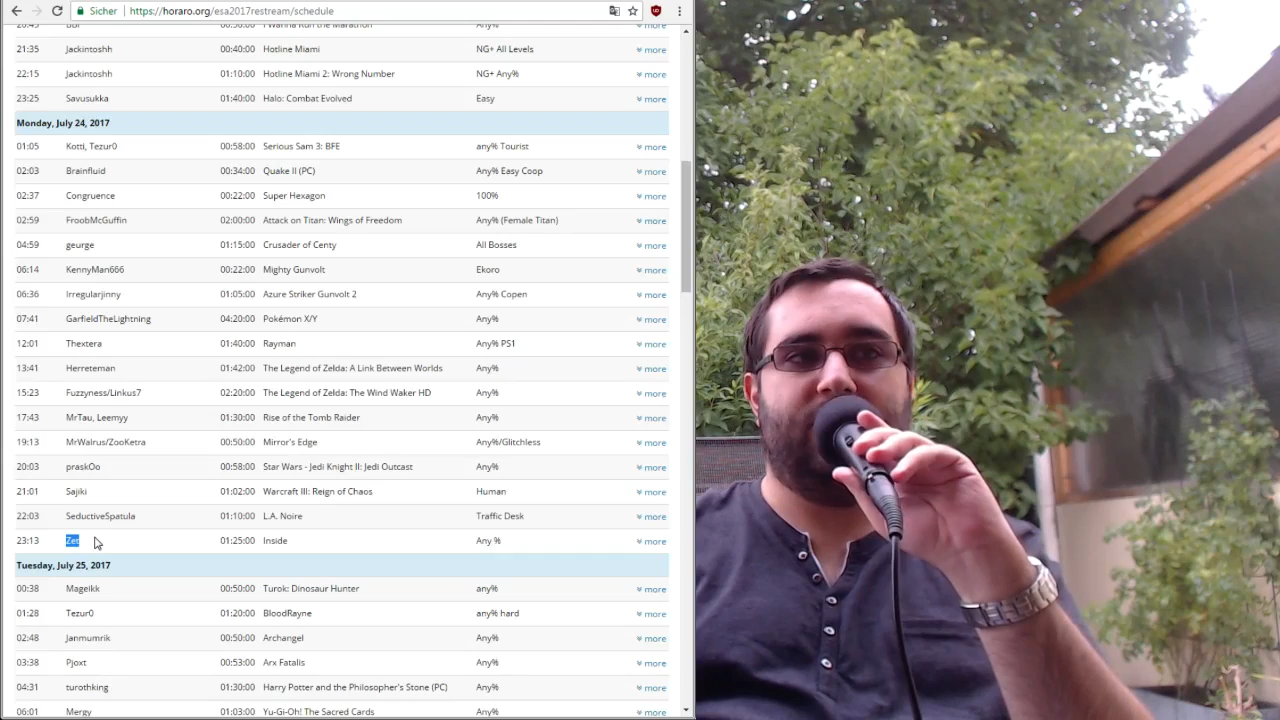 Sicher https://horaro.org/esa2017restream/schedule
21:35 Jackintoshh 00:40:00 Hotline Miami NG+ All Levels more
22:15 Jackintoshh 01:10:00 Hotline Miami 2: Wrong Number NG+ Any% more
23:25 Savusukka 01:40:00 Halo: Combat Evolved Easy more
Monday, July 24, 2017
01:05 Kotti, Tezur0 00:58:00 Serious Sam 3: BFE any% Tourist more
02:03 Brainfluid 00:34:00 Quake II (PC) Any% Easy Coop more
02:37 Congruence 00:22:00 Super Hexagon 100% more
02:59 FroobMcGuffin 02:00:00 Attack on Titan: Wings of Freedom Any% (Female Titan) more
04:59 geurge 01:15:00 Crusader of Centy All Bosses more
06:14 KennyMan666 00:22:00 Mighty Gunvolt Ekoro more
06:36 Irregularjinny 01:05:00 Azure Striker Gunvolt 2 Any% Copen more
07:41 GarfieldTheLightning 04:20:00 Pokémon X/Y Any% more
12:01 Thextera 01:40:00 Rayman Any% PS1 more
13:41 Herreteman 01:42:00 The Legend of Zelda: A Link Between Worlds Any% more
15:23 Fuzzyness/Linkus7 02:20:00 The Legend of Zelda: The Wind Waker HD Any% more
17:43 MrTau, Leemyy 01:30:00 Rise of the Tomb Raider Any% more
19:13 MrWalrus/ZooKetra 00:50:00 Mirror's Edge Any%/Glitchless more
20:03 praskOo 00:58:00 Star Wars - Jedi Knight II: Jedi Outcast Any% more
21:01 Sajiki 01:02:00 Warcraft III: Reign of Chaos Human more
22:03 SeductiveSpatula 01:10:00 L.A. Noire Traffic Desk more
23:13 Zet 01:25:00 Inside Any % more
Tuesday, July 25, 2017
00:38 Mageikk 00:50:00 Turok: Dinosaur Hunter any% more
01:28 Tezur0 01:20:00 BloodRayne any% hard more
02:48 Janmumrik 00:50:00 Archangel Any% more
03:38 Pjoxt 00:53:00 Arx Fatalis Any% more
04:31 turothking 01:30:00 Harry Potter and the Philosopher's Stone (PC) Any% more
06:01 Mergy 01:03:00 Yu-Gi-Oh! The Sacred Cards Any% more